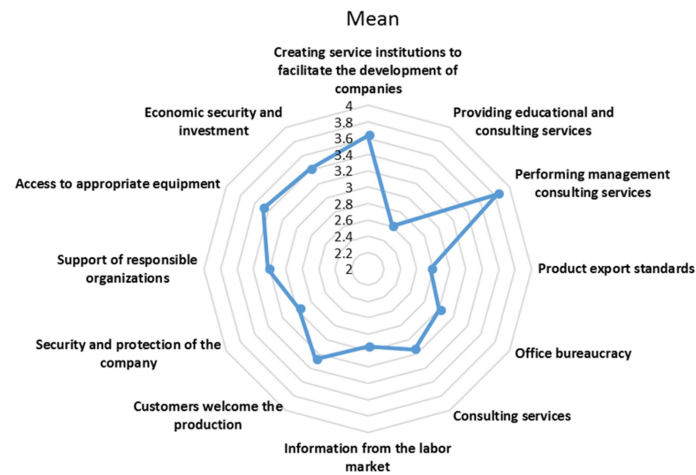 Mean
Creating service institutions to
facilitate the development of
companies
Economic security and
investment
Providing educational and
consulting services
Access to appropriate equipment
Performing management
consulting services
Support of responsible
organizations
Product export standards
Security and protection of the
company
Office bureaucracy
Customers welcome the
production
Consulting services
Information from the labor
market
4
3.8
3.6
3.4
3.2
3
2.8
2.6
2.4
2.2
2